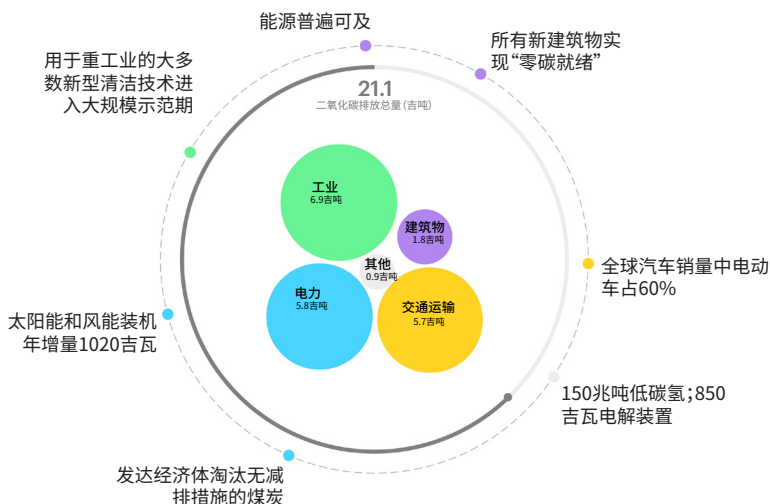 能源普遍可及
所有新建筑物实
现“零碳就绪”
用于重工业的大多
数新型清洁技术进
入大规模示范期
21.1
二氧化碳排放总量（吉吨）
工业
6.9吉吨
建筑物
1.8吉吨
其他
0.9吉吨
电力
5.8吉吨
交通运输
5.7吉吨
全球汽车销量中电动
车占60%
太阳能和风能装机
年增量1020吉瓦
150兆吨低碳氢；850
吉瓦电解装置
发达经济体淘汰无减
排措施的煤炭